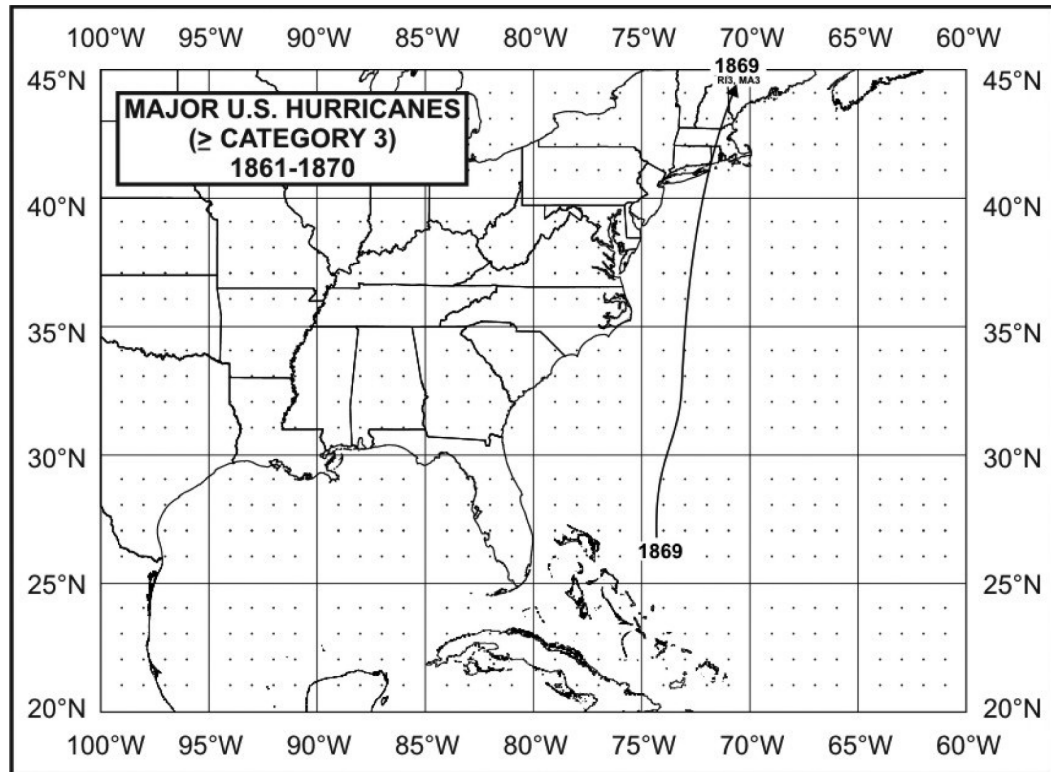 100°W 95°W 90°W 85°W 80°W 75°W 70°W 65°W 60°W
45°N 1869 45°N
RI3, MA3
MAJOR U.S. HURRICANES
(≥ CATEGORY 3)
1861-1870
40°N 40°N
35°N 35°N
30°N 30°N
1869
25°N 25°N
20°N 20°N
100°W 95°W 90°W 85°W 80°W 75°W 70°W 65°W 60°W